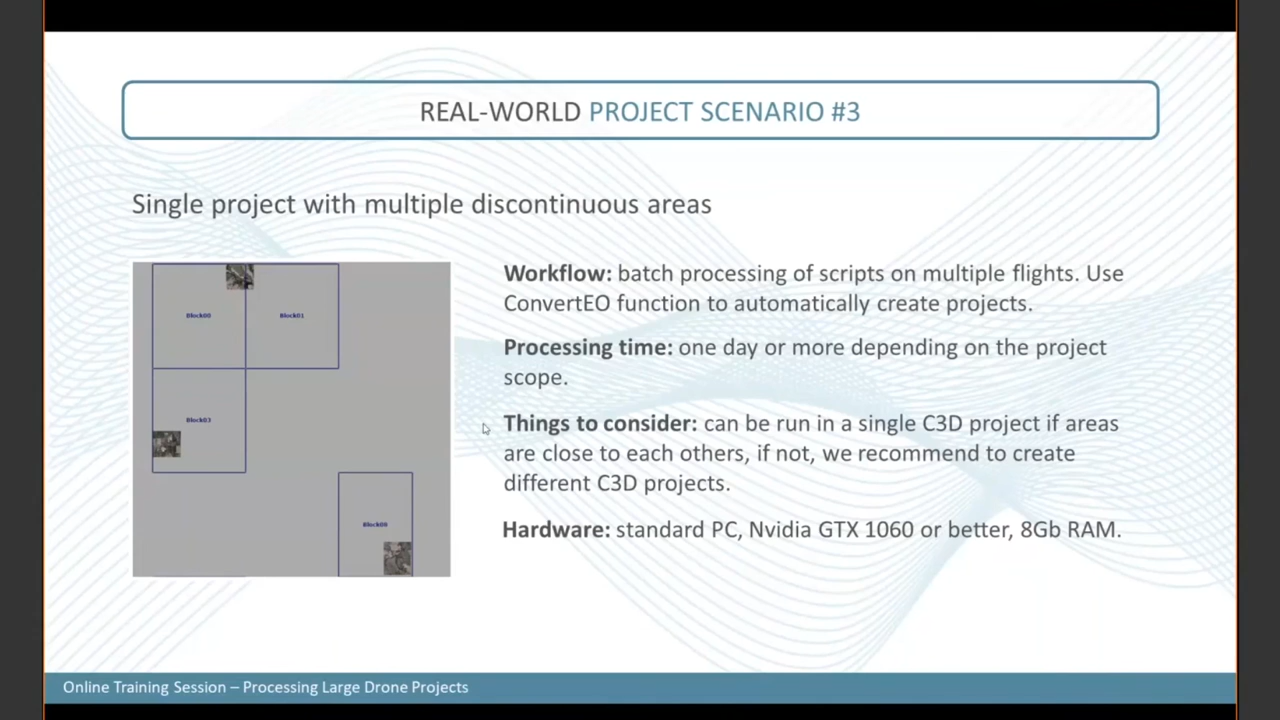 REAL-WORLD PROJECT SCENARIO #3
Single project with multiple discontinuous areas
Block00
Block01
Block03
Block08
Workflow: batch processing of scripts on multiple flights. Use
ConvertEO function to automatically create projects.
Processing time: one day or more depending on the project
scope.
Things to consider: can be run in a single C3D project if areas
are close to each others, if not, we recommend to create
different C3D projects.
Hardware: standard PC, Nvidia GTX 1060 or better, 8Gb RAM.
Online Training Session – Processing Large Drone Projects